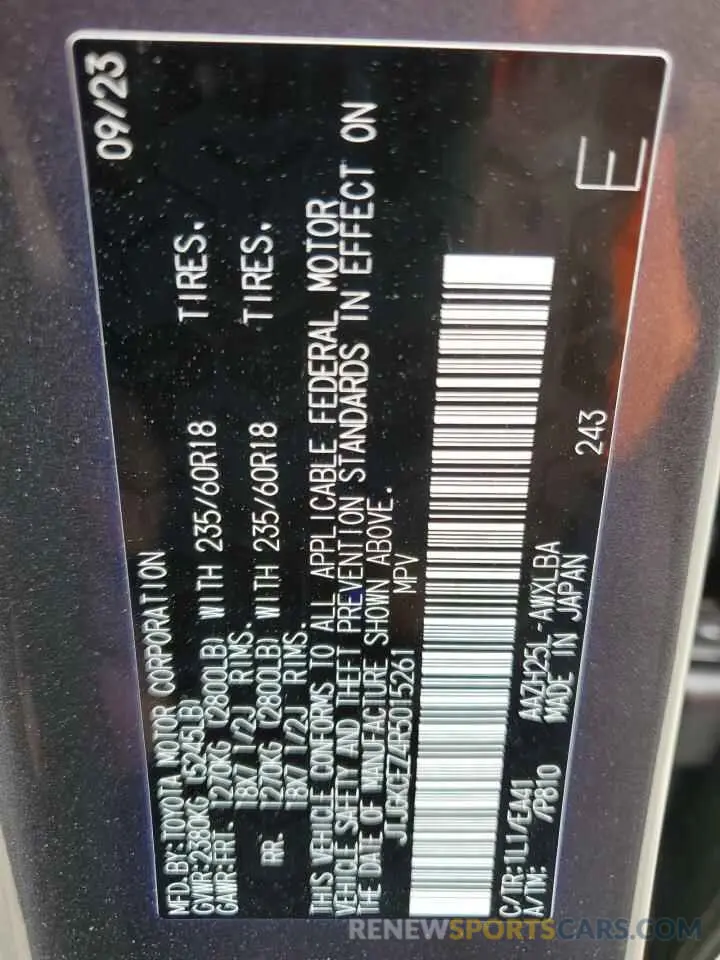 09/23
MFD.BY:TOYOTA MOTOR CORPORATION
GVWR:2380KG (5245LB)
GAWR:FRT. 1270KG (2800LB) WITH 235/60R18 TIRES.
18X7 1/2J RIMS.
RR. 1270KG (2800LB) WITH 235/60R18 TIRES.
18X7 1/2J RIMS.
THIS VEHICLE CONFORMS TO ALL APPLICABLE FEDERAL MOTOR
VEHICLE SAFETY AND THEFT PREVENTION STANDARDS IN EFFECT ON
THE DATE OF MANUFACTURE SHOWN ABOVE.
JTJGKCEZ4R5015261 MPV
C/TR:1L1/EA41 AAZH25L-AWXLBA
A/TM: /P810 MADE IN JAPAN
243
E
RENEWSPORTSCARS.COM